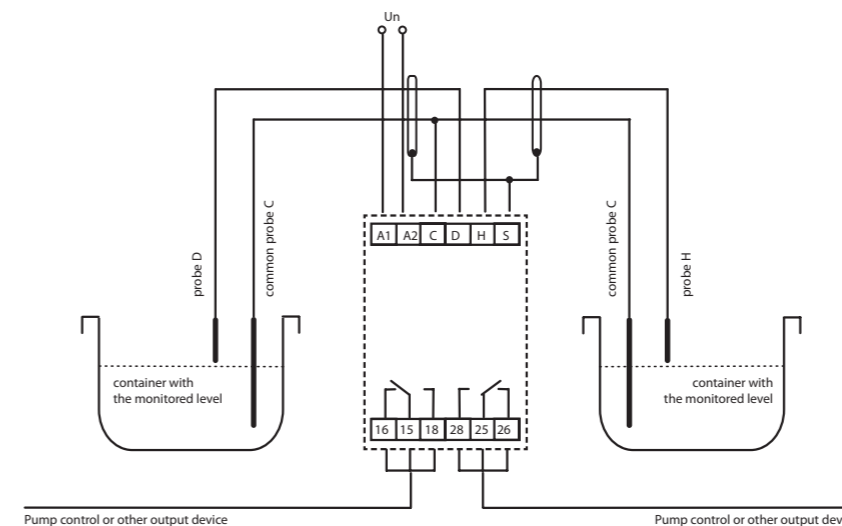 Un
probe D
common probe C
common probe C
probe H
A1 A2 C D H S
container with
the monitored level
container with
the monitored level
16 15 18 28 25 26
Pump control or other output device
Pump control or other output dev